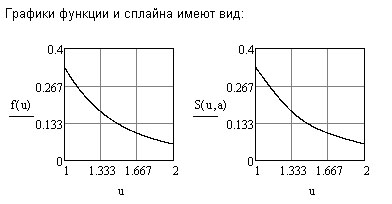 Графики функции и сплайна имеют вид:
0.4
0.267
f(u)
0.133
0
1 1.333 1.667 2
u
0.4
0.267
S(u,a)
0.133
0
1 1.333 1.667 2
u